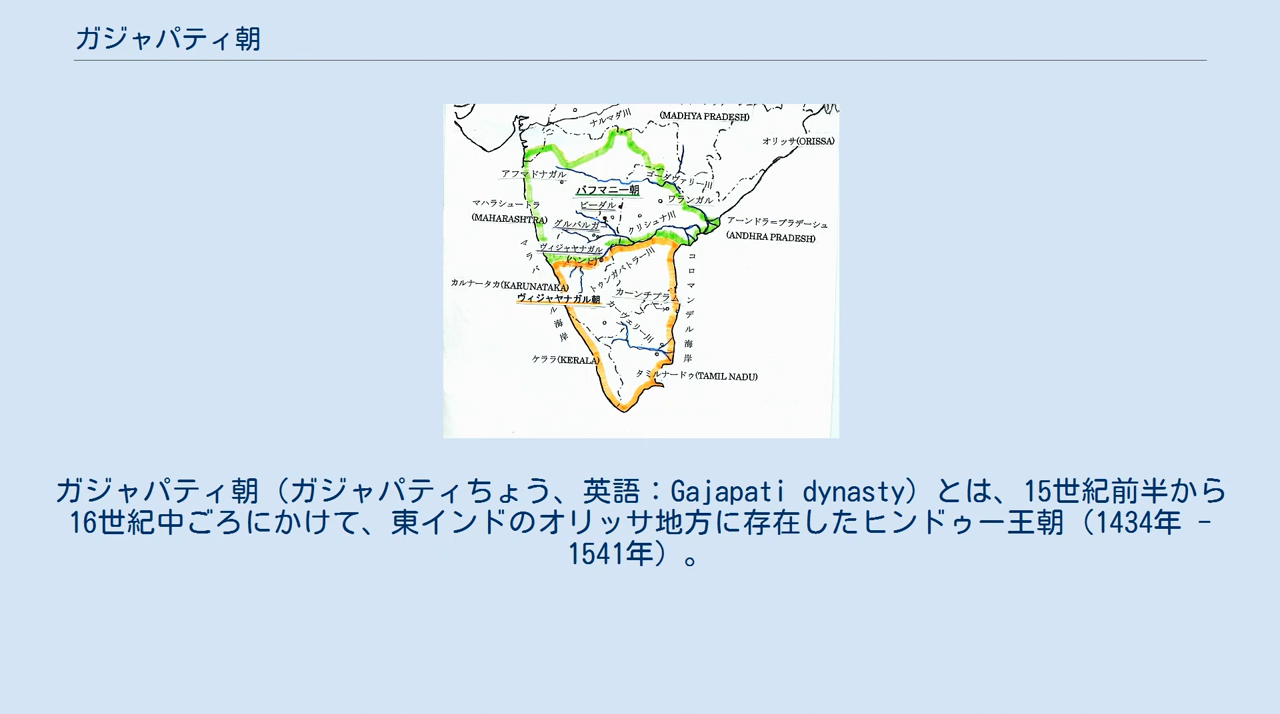 ガジャパティ朝
ナルマダ川
(MADHYA PRADESH)
オリッサ(ORISSA)
アフマドナガル
ゴーダヴァリー川
バフマニー朝
ワランガル
マハラシュートラ
(MAHARASHTRA)
ビーダル
グルバルガ
クリシュナ川
アーンドラ=プラデーシュ
(ANDHRA PRADESH)
ヴィジャヤナガル
(ハンピ)
トゥンガバドラー川
カルナータカ(KARUNATAKA)
ヴィジャヤナガル朝
カーンチプラム
コロマンデル海岸
ケララ(KERALA)
タミルナードゥ(TAMIL NADU)
ガジャパティ朝（ガジャパティちょう、英語：Gajapati dynasty）とは、15世紀前半から
16世紀中ごろにかけて、東インドのオリッサ地方に存在したヒンドゥー王朝（1434年 -
1541年）。